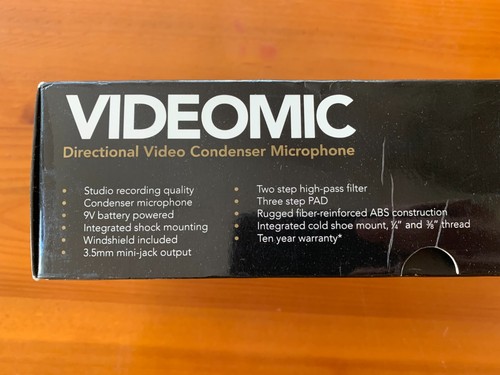 VIDEOMIC
Directional Video Condenser Microphone
Studio recording quality
Condenser microphone
9V battery powered
Integrated shock mounting
Windshield included
3.5mm mini-jack output
Two step high-pass filter
Three step PAD
Rugged fiber-reinforced ABS construction
Integrated cold shoe mount, ¼" and ⅜" thread
Ten year warranty*